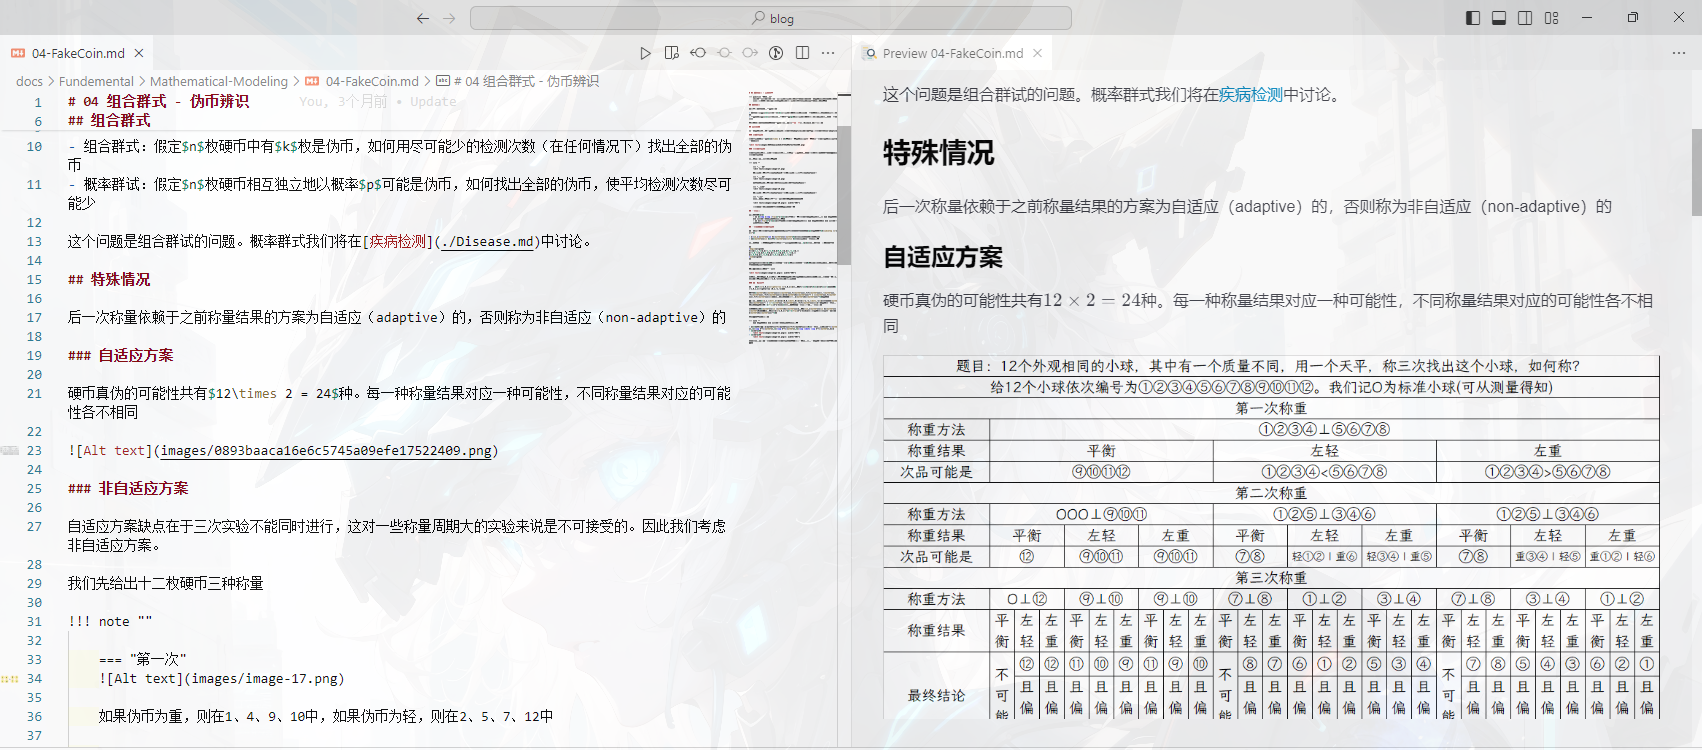 blog
04-FakeCoin.md
docs > Fundemental > Mathematical-Modeling > 04-FakeCoin.md > # 04 组合群式 - 伪币辨识
1 # 04 组合群式 - 伪币辨识 You, 3个月前 • Update
6 ## 组合群式
10 - 组合群式：假定$n$枚硬币中有$k$枚是伪币，如何用尽可能少的检测次数（在任何情况下）找出全部的伪
币
11 - 概率群试：假定$n$枚硬币相互独立地以概率$p$可能是伪币，如何找出全部的伪币，使平均检测次数尽可
能少
12
13 这个问题是组合群试的问题。概率群式我们将在[疾病检测](./Disease.md)中讨论。
14
15 ## 特殊情况
16
17 后一次称量依赖于之前称量结果的方案为自适应（adaptive）的，否则称为非自适应（non-adaptive）的
18
19 ### 自适应方案
20
21 硬币真伪的可能性共有$12\times 2 = 24$种。每一种称量结果对应一种可能性，不同称量结果对应的可能
性各不相同
22
23 ![Alt text](images/0893baaca16e6c5745a09efe17522409.png)
24
25 ### 非自适应方案
26
27 自适应方案缺点在于三次实验不能同时进行，这对一些称量周期大的实验来说是不可接受的。因此我们考虑
非自适应方案。
28
29 我们先给出十二枚硬币三种称量
30
31 !!! note ""
32
33 === "第一次"
34 ![Alt text](images/image-17.png)
35
36 如果伪币为重，则在1、4、9、10中，如果伪币为轻，则在2、5、7、12中
37
Preview 04-FakeCoin.md
这个问题是组合群试的问题。概率群式我们将在疾病检测中讨论。
特殊情况
后一次称量依赖于之前称量结果的方案为自适应（adaptive）的，否则称为非自适应（non-adaptive）的
自适应方案
硬币真伪的可能性共有12 × 2 = 24种。每一种称量结果对应一种可能性，不同称量结果对应的可能性各不相
同
题目：12个外观相同的小球，其中有一个质量不同，用一个天平，称三次找出这个小球，如何称？
给12个小球依次编号为①②③④⑤⑥⑦⑧⑨⑩⑪⑫。我们记O为标准小球(可从测量得知)
第一次称重
称重方法 ①②③④⊥⑤⑥⑦⑧
称重结果 平衡 左轻 左重
次品可能是 ⑨⑩⑪⑫ ①②③④<⑤⑥⑦⑧ ①②③④>⑤⑥⑦⑧
第二次称重
称重方法 OOO⊥⑨⑩⑪ ①②⑤⊥③④⑥ ①②⑤⊥③④⑥
称重结果 平衡 左轻 左重 平衡 左轻 左重 平衡 左轻 左重
次品可能是 ⑫ ⑨⑩⑪ ⑨⑩⑪ ⑦⑧ 轻①②|重⑥ 轻③④|重⑤ ⑦⑧ 重③④|轻⑤ 重①②|轻⑥
第三次称重
称重方法 O⊥⑫ ⑨⊥⑩ ⑨⊥⑩ ⑦⊥⑧ ①⊥② ③⊥④ ⑦⊥⑧ ③⊥④ ①⊥②
称重结果 平衡 左轻 左重 平衡 左轻 左重 平衡 左轻 左重 平衡 左轻 左重 平衡 左轻 左重 平衡 左轻 左重 平衡 左轻 左重 平衡 左轻 左重 平衡 左轻 左重
最终结论 不可能 ⑫且偏 ⑫且偏 ⑪且偏 ⑩且偏 ⑨且偏 ⑪且偏 ⑨且偏 ⑩且偏 不可能 ⑧且偏 ⑦且偏 ⑥且偏 ①且偏 ②且偏 ⑤且偏 ③且偏 ④且偏 不可能 ⑦且偏 ⑧且偏 ⑤且偏 ④且偏 ③且偏 ⑥且偏 ②且偏 ①且偏